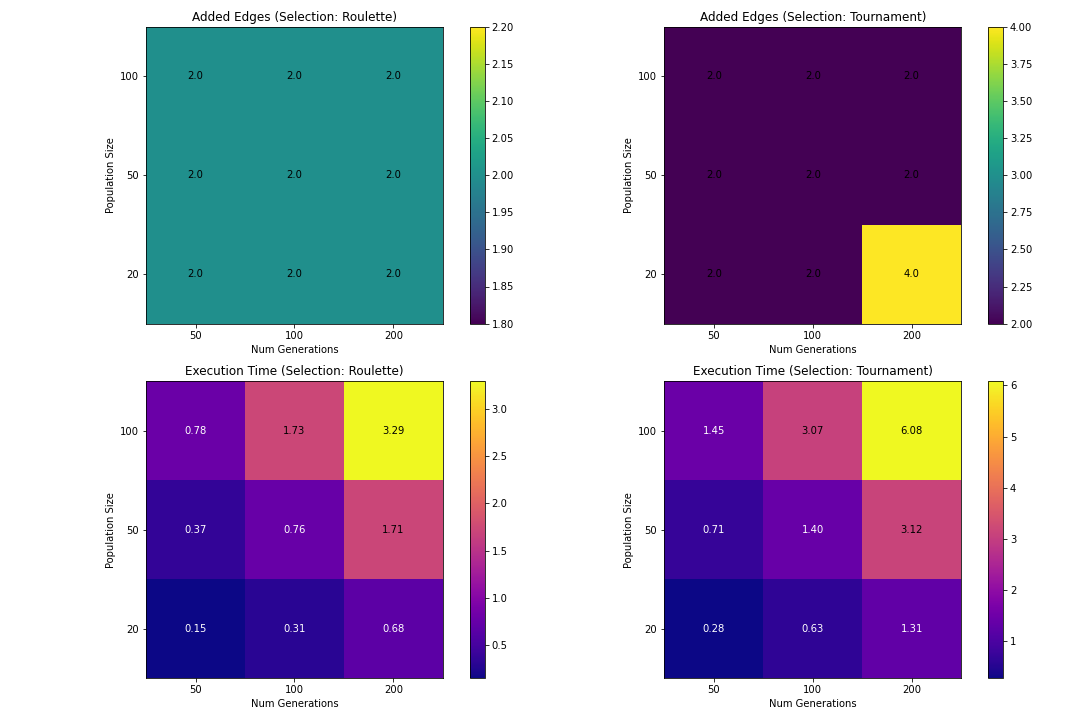 Added Edges (Selection: Roulette)
Population Size
100
50
20
2.0 2.0 2.0
2.0 2.0 2.0
2.0 2.0 2.0
50 100 200
Num Generations
2.20
2.15
2.10
2.05
2.00
1.95
1.90
1.85
1.80
Added Edges (Selection: Tournament)
Population Size
100
50
20
2.0 2.0 2.0
2.0 2.0 2.0
2.0 2.0 4.0
50 100 200
Num Generations
4.00
3.75
3.50
3.25
3.00
2.75
2.50
2.25
2.00
Execution Time (Selection: Roulette)
Population Size
100
50
20
0.78 1.73 3.29
0.37 0.76 1.71
0.15 0.31 0.68
50 100 200
Num Generations
3.0
2.5
2.0
1.5
1.0
0.5
Execution Time (Selection: Tournament)
Population Size
100
50
20
1.45 3.07 6.08
0.71 1.40 3.12
0.28 0.63 1.31
50 100 200
Num Generations
6
5
4
3
2
1